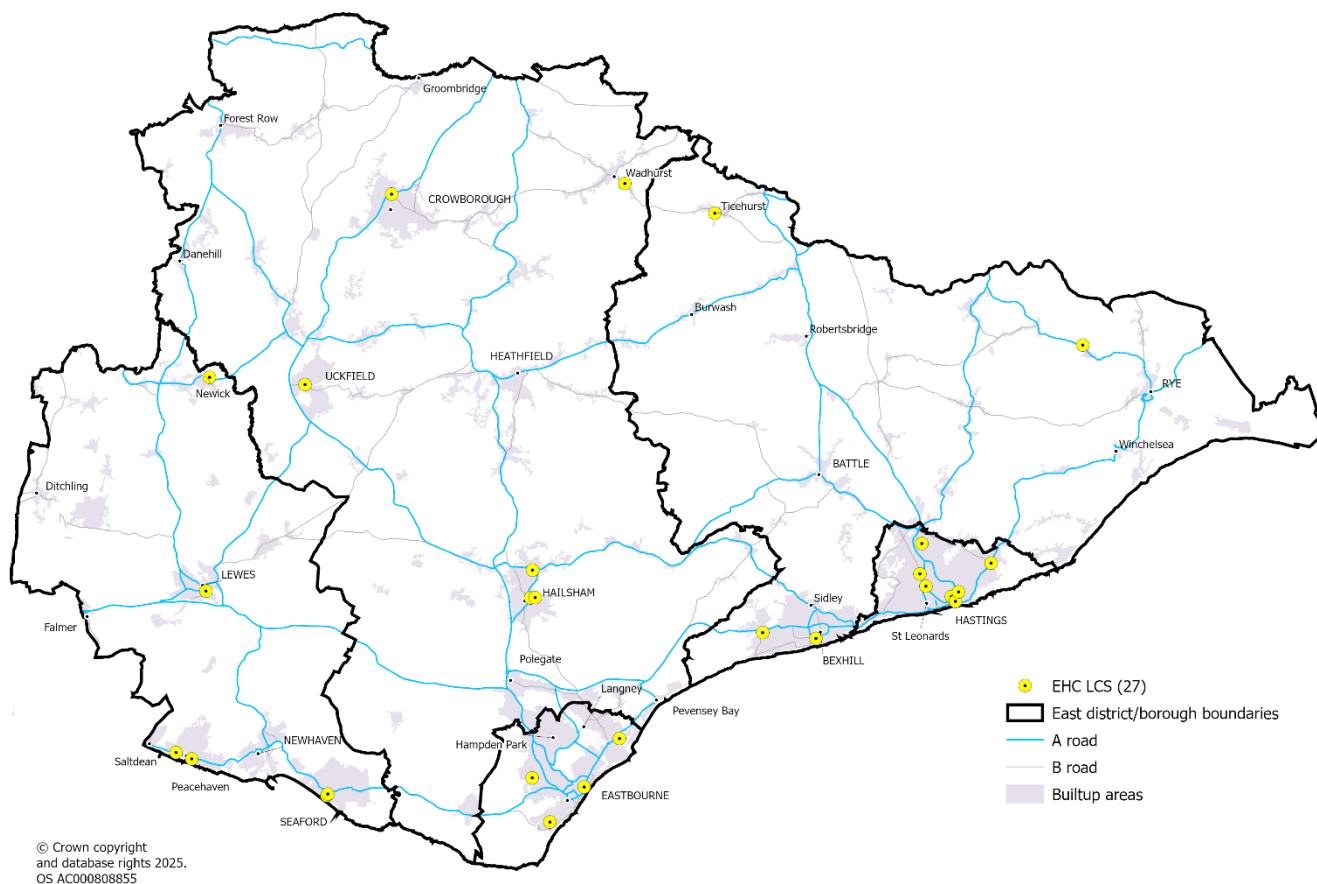 Groombridge
Forest Row
Wadhurst
CROWBOROUGH
Ticehurst
Danehill
Burwash
Robertsbridge
HEATHFIELD
UCKFIELD
RYE
Newick
Winchelsea
BATTLE
Ditchling
LEWES
HAILSHAM
Sidley
HASTINGS
Falmer
St Leonards
BEXHILL
Polegate
Langney
Pevensey Bay
Hampden Park
NEWHAVEN
Saltdean
Peacehaven
EASTBOURNE
SEAFORD
EHC LCS (27)
East district/borough boundaries
A road
B road
Builtup areas
© Crown copyright
and database rights 2025.
OS AC000808855